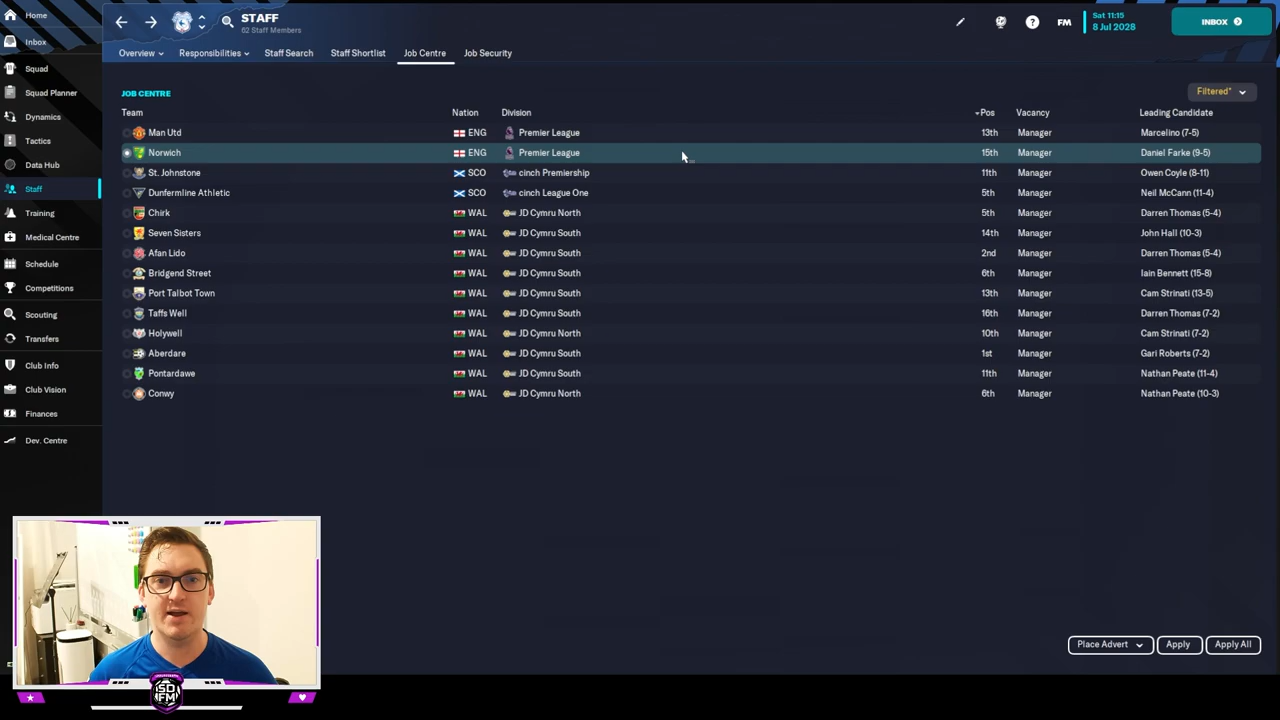 Home
Inbox
Squad
Squad Planner
Dynamics
Tactics
Data Hub
Staff
Training
Medical Centre
Schedule
Competitions
Scouting
Transfers
Club Info
Club Vision
Finances
Dev. Centre
STAFF
62 Staff Members
FM
Sat 11:15
8 Jul 2028
INBOX
Overview Responsibilities Staff Search Staff Shortlist Job Centre Job Security
JOB CENTRE
Filtered*
Team Nation Division Pos Vacancy Leading Candidate
Man Utd ENG Premier League 13th Manager Marcelino (7-5)
Norwich ENG Premier League 15th Manager Daniel Farke (9-5)
St. Johnstone SCO cinch Premiership 11th Manager Owen Coyle (8-11)
Dunfermline Athletic SCO cinch League One 5th Manager Neil McCann (11-4)
Chirk WAL JD Cymru North 5th Manager Darren Thomas (5-4)
Seven Sisters WAL JD Cymru South 14th Manager John Hall (10-3)
Afan Lido WAL JD Cymru South 2nd Manager Darren Thomas (5-4)
Bridgend Street WAL JD Cymru South 6th Manager Iain Bennett (15-8)
Port Talbot Town WAL JD Cymru South 13th Manager Cam Strinati (13-5)
Taffs Well WAL JD Cymru South 16th Manager Darren Thomas (7-2)
Holywell WAL JD Cymru North 10th Manager Cam Strinati (7-2)
Aberdare WAL JD Cymru South 1st Manager Gari Roberts (7-2)
Pontardawe WAL JD Cymru South 11th Manager Nathan Peate (11-4)
Conwy WAL JD Cymru North 6th Manager Nathan Peate (10-3)
Place Advert Apply Apply All
SD
FM